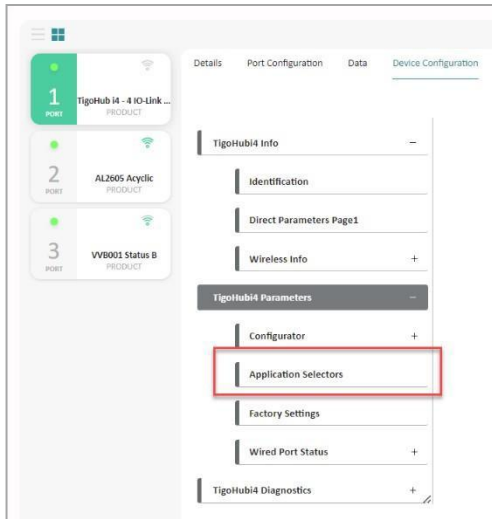 Details Port Configuration Data Device Configuration
1
PORT
TigoHub i4 - 4 IO-Link ...
PRODUCT
2
PORT
AL2605 Acyclic
PRODUCT
3
PORT
VVB001 Status B
PRODUCT
TigoHubi4 Info −
Identification
Direct Parameters Page1
Wireless Info +
TigoHubi4 Parameters −
Configurator +
Application Selectors
Factory Settings
Wired Port Status +
TigoHubi4 Diagnostics +